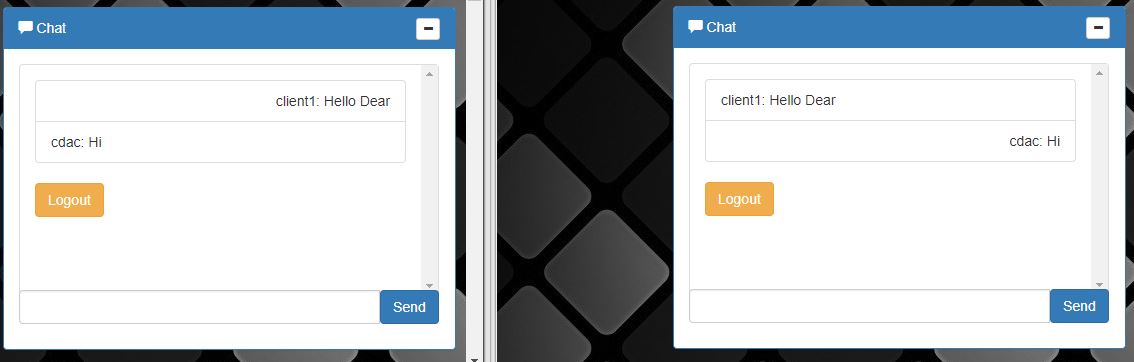 Chat
client1: Hello Dear
cdac: Hi
Logout
Send
Chat
client1: Hello Dear
cdac: Hi
Logout
Send